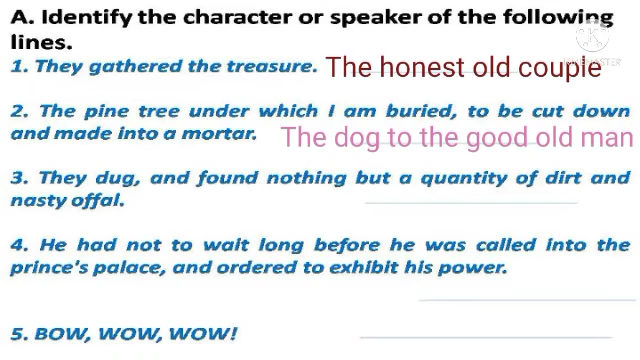 A. Identify the character or speaker of the following
lines.
1. They gathered the treasure. The honest old couple
2. The pine tree under which I am buried, to be cut down
and made into a mortar. The dog to the good old man
3. They dug, and found nothing but a quantity of dirt and
nasty offal.
4. He had not to wait long before he was called into the
prince's palace, and ordered to exhibit his power.
5. BOW, WOW, WOW!